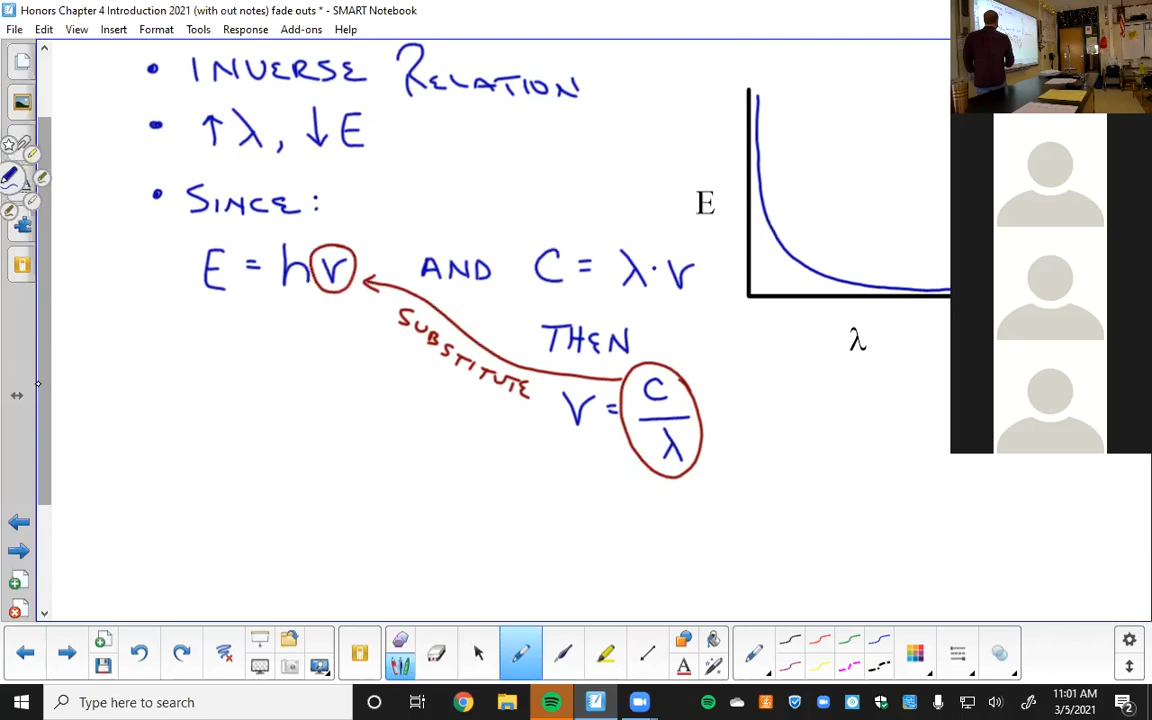 Honors Chapter 4 Introduction 2021 (with out notes) fade outs * - SMART Notebook
File Edit View Insert Format Tools Response Add-ons Help
• INVERSE RELATION
• ↑λ, ↓E
• SINCE:
E
E = hν AND C = λ·ν
λ
SUBSTITUTE
THEN
ν = C/λ
A
Type here to search
11:01 AM
3/5/2021
2